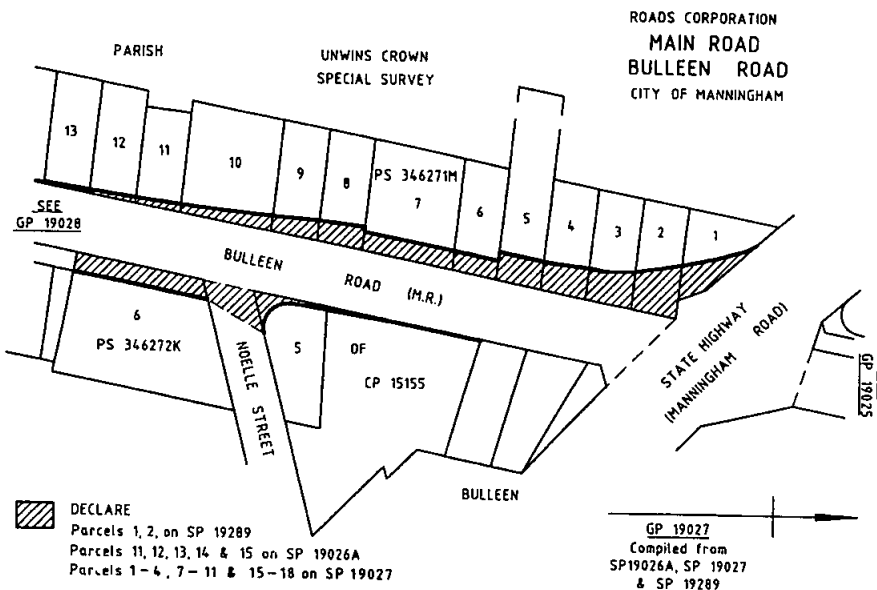 ROADS CORPORATION
MAIN ROAD
BULLEEN ROAD
CITY OF MANNINGHAM
PARISH
UNWINS CROWN
SPECIAL SURVEY
13
12
11
10
9
8
PS 346271M
7
6
5
4
3
2
1
SEE
GP 19028
BULLEEN
ROAD
(M.R.)
6
PS 346272K
NOELLE STREET
5
OF
CP 15155
STATE HIGHWAY
(MANNINGHAM ROAD)
GP 19025
BULLEEN
DECLARE
Parcels 1, 2, on SP 19289
Parcels 11, 12, 13, 14 & 15 on SP 19026A
Parcels 1-4, 7-11 & 15-18 on SP 19027
GP 19027
Compiled from
SP19026A, SP 19027
& SP 19289